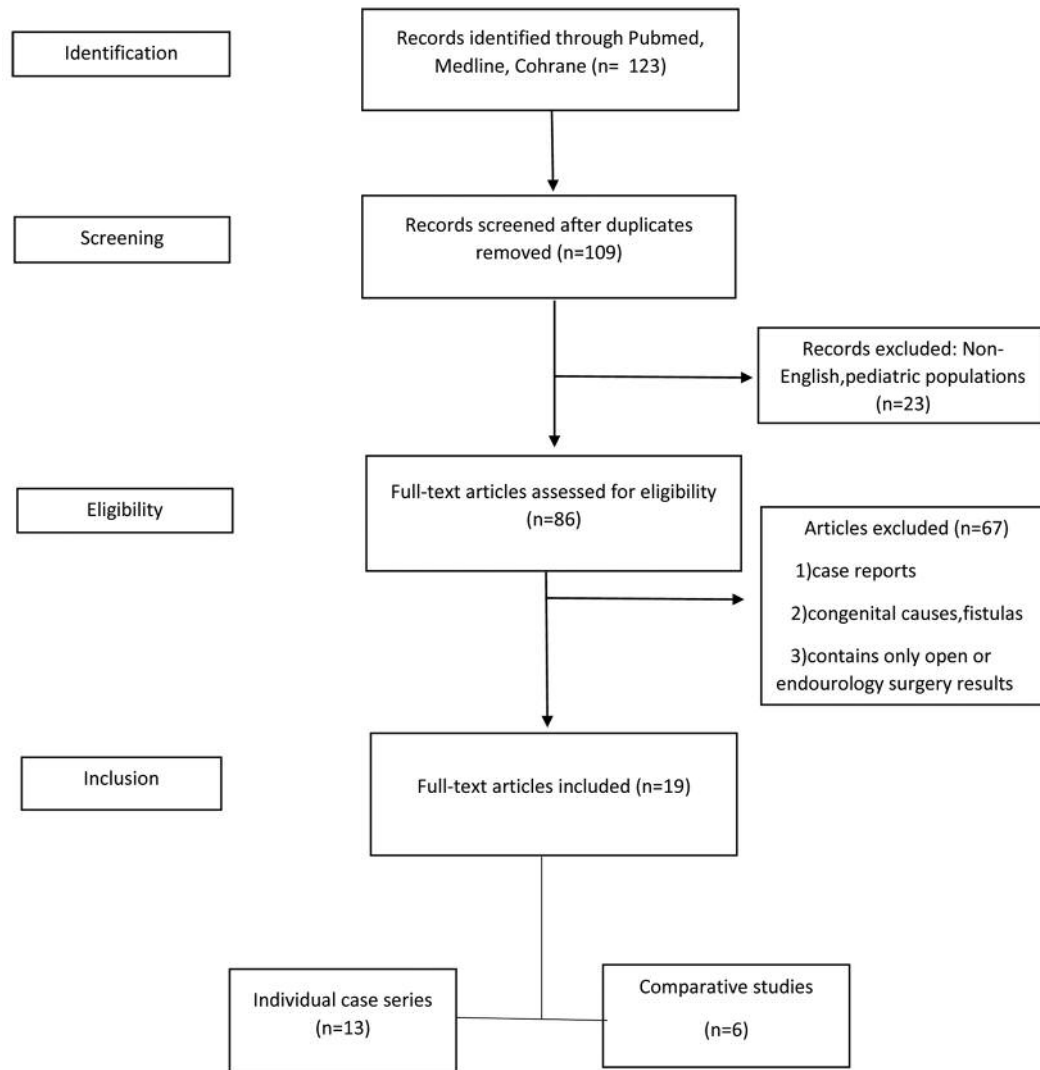 Identification
Records identified through Pubmed,
Medline, Cohrane (n=  123)
Screening
Records screened after duplicates
removed (n=109)
Records excluded: Non-
English,pediatric populations
(n=23)
Eligibility
Full-text articles assessed for eligibility
(n=86)
Articles excluded (n=67)
1)case reports
2)congenital causes,fistulas
3)contains only open or
endourology surgery results
Inclusion
Full-text articles included (n=19)
Individual case series
(n=13)
Comparative studies
(n=6)